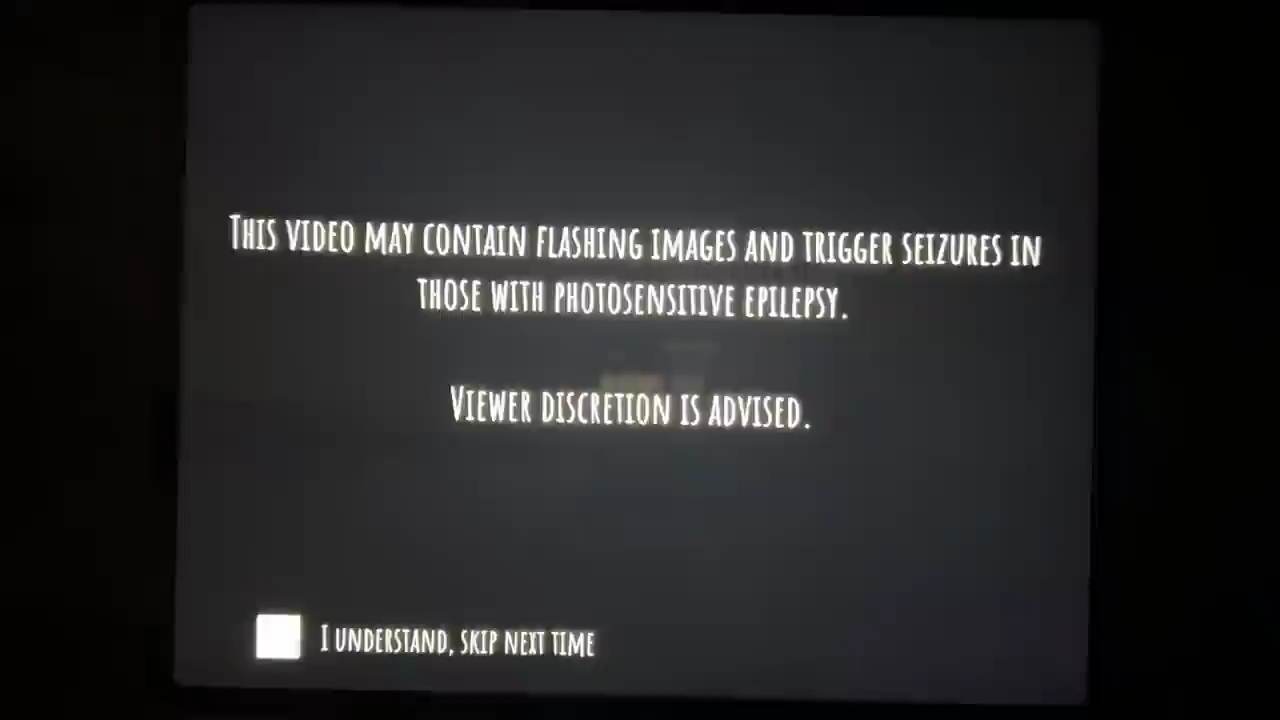 This video may contain flashing images and trigger seizures in
those with photosensitive epilepsy.
Viewer discretion is advised.
I understand, skip next time